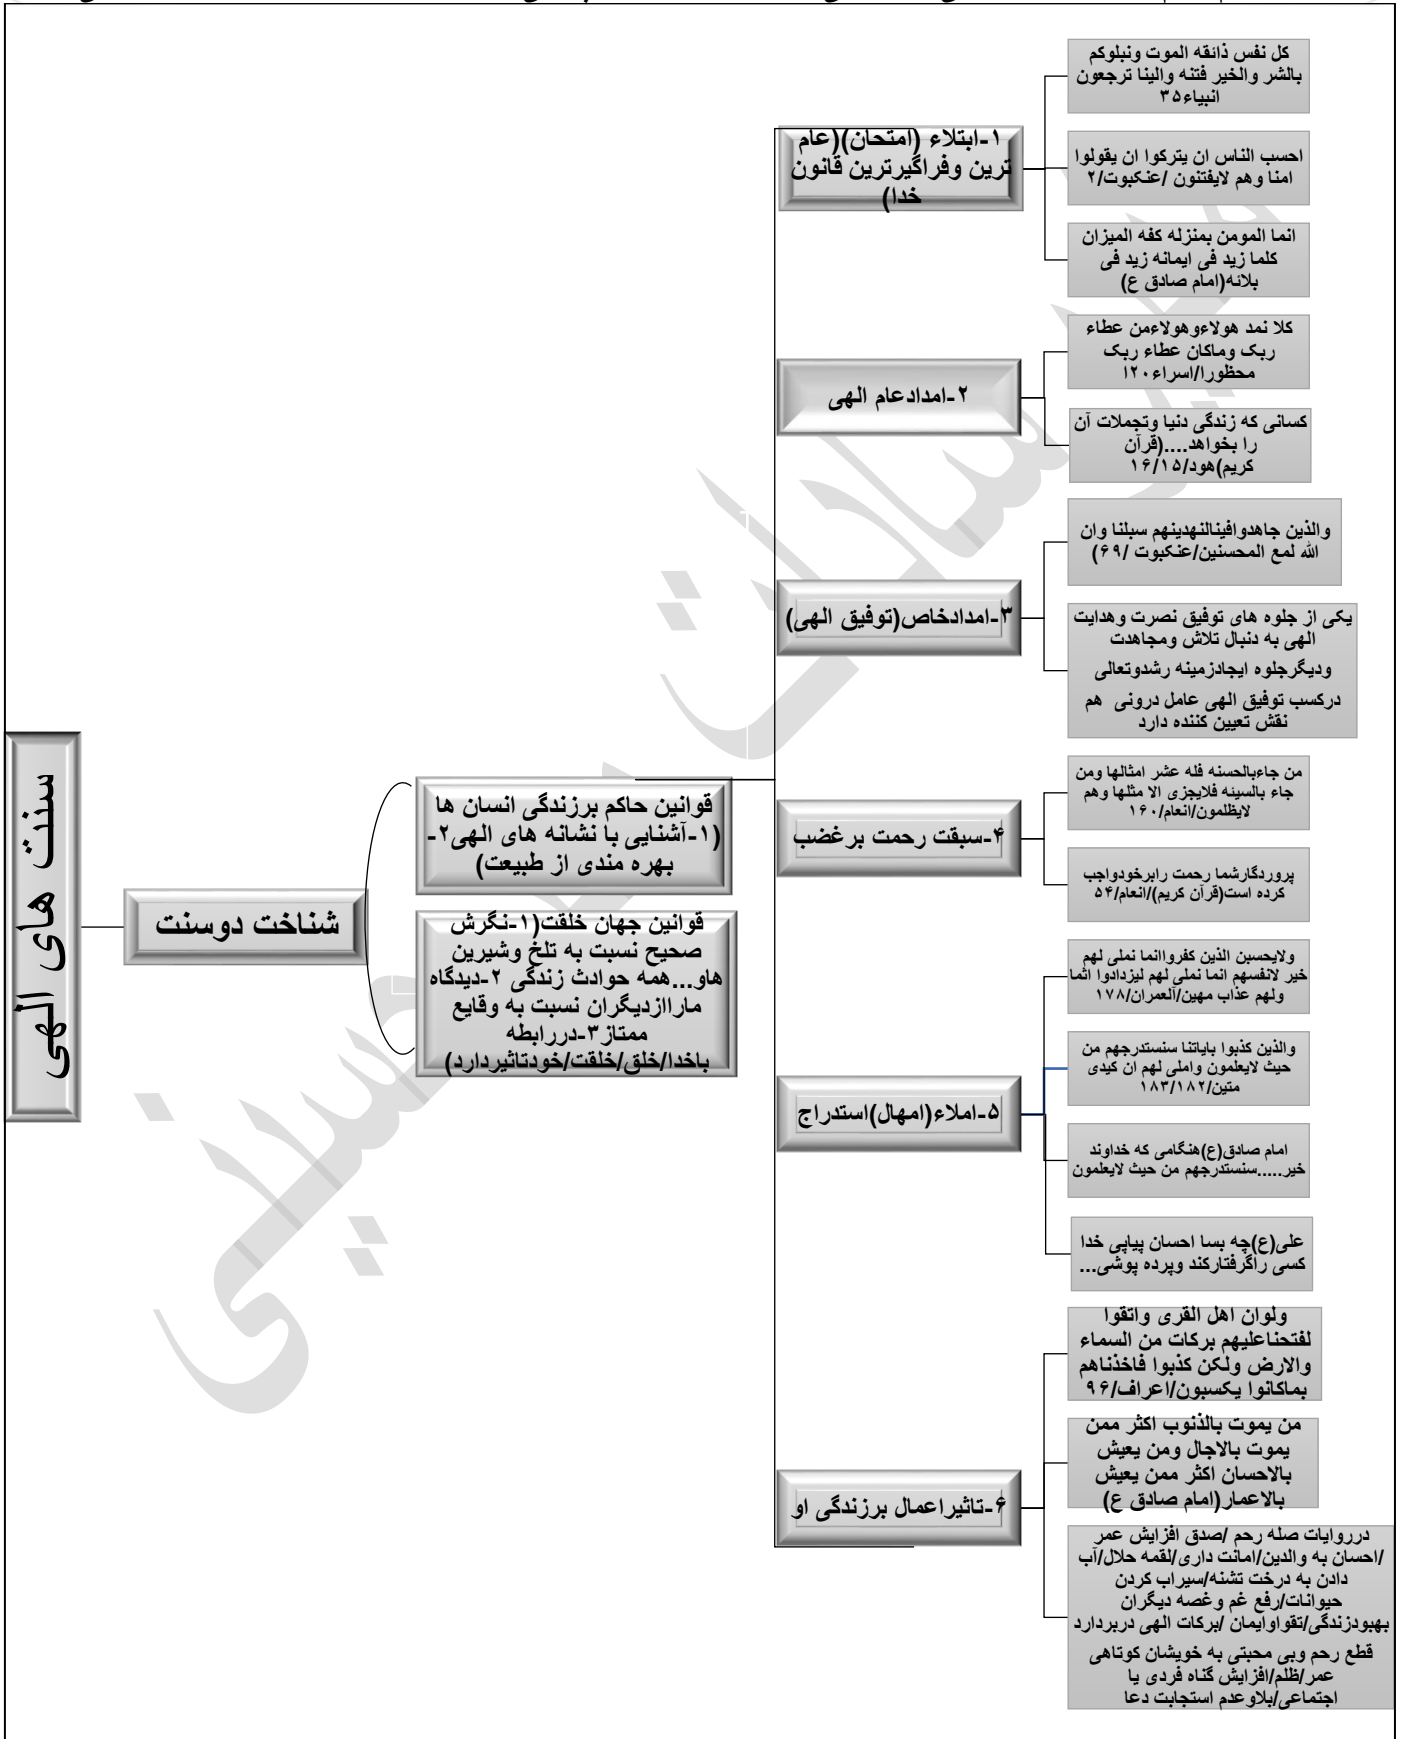 سنت های الهی
شناخت دوسنت
قوانین حاکم برزندگی انسان ها
(۱-آشنایی با نشانه های الهی۲-
بهره مندی از طبیعت)
قوانین جهان خلقت(۱-نگرش
صحیح نسبت به تلخ وشیرین
هاو...همه حوادث زندگی ۲-دیدگاه
ماراازدیگران نسبت به وقایع
ممتاز۳-دررابطه
باخدا/خلق/خلقت/خودتاثیردارد)
۱-ابتلاء (امتحان)(عام
ترین وفراگیرترین قانون
خدا)
کل نفس ذائقه الموت ونبلوکم
بالشر والخیر فتنه والینا ترجعون
انبیاء۳۵
احسب الناس ان یترکوا ان یقولوا
امنا وهم لایفتنون /عنکبوت/۲
انما المومن بمنزله کفه المیزان
کلما زید فی ایمانه زید فی
بلائه(امام صادق ع)
۲-امدادعام الهی
کلا نمد هولاءوهولاءمن عطاء
ربک وماکان عطاء ربک
محظورا/اسراء۱۲۰
کسانی که زندگی دنیا وتجملات آن
را بخواهد....(قرآن
کریم)هود/۱۶/۱۵
۳-امدادخاص(توفیق الهی)
والذین جاهدوافینالنهدینهم سبلنا وان
الله لمع المحسنین/عنکبوت /۶۹)
یکی از جلوه های توفیق نصرت وهدایت
الهی به دنبال تلاش ومجاهدت
ودیگرجلوه ایجادزمینه رشدوتعالی
درکسب توفیق الهی عامل درونی هم
نقش تعیین کننده دارد
۴-سبقت رحمت برغضب
من جاءبالحسنه فله عشر امثالها ومن
جاء بالسینه فلایجزی الا مثلها وهم
لایظلمون/انعام/۱۶۰
پروردگارشما رحمت رابرخودواجب
کرده است(قرآن کریم)/انعام/۵۴
۵-املاء(امهال)استدراج
ولایحسبن الذین کفرواانما نملی لهم
خیر لانفسهم انما نملی لهم لیزدادوا اثما
ولهم عذاب مهین/آلعمران/۱۷۸
والذین کذبوا بایاتنا سنستدرجهم من
حیث لایعلمون واملی لهم ان کیدی
متین/۱۸۳/۱۸۲
امام صادق(ع)هنگامی که خداوند
خیر.....سنستدرجهم من حیث لایعلمون
علی(ع)چه بسا احسان پیاپی خدا
کسی راگرفتارکند وپرده پوشی...
۶-تاثیراعمال برزندگی او
ولوان اهل القری واتقوا
لفتحناعلیهم برکات من السماء
والارض ولکن کذبوا فاخذناهم
بماکانوا یکسبون/اعراف/۹۶
من یموت بالذنوب اکثر ممن
یموت بالاجال ومن یعیش
بالاحسان اکثر ممن یعیش
بالاعمار(امام صادق ع)
درروایات صله رحم /صدق افزایش عمر
/احسان به والدین/امانت داری/لقمه حلال/آب
دادن به درخت تشنه/سیراب کردن
حیوانات/رفع غم وغصه دیگران
بهبودزندگی/تقواوایمان /برکات الهی دربردارد
قطع رحم وبی محبتی به خویشان کوتاهی
عمر/ظلم/افزایش گناه فردی یا
اجتماعی/بلاوعدم استجابت دعا